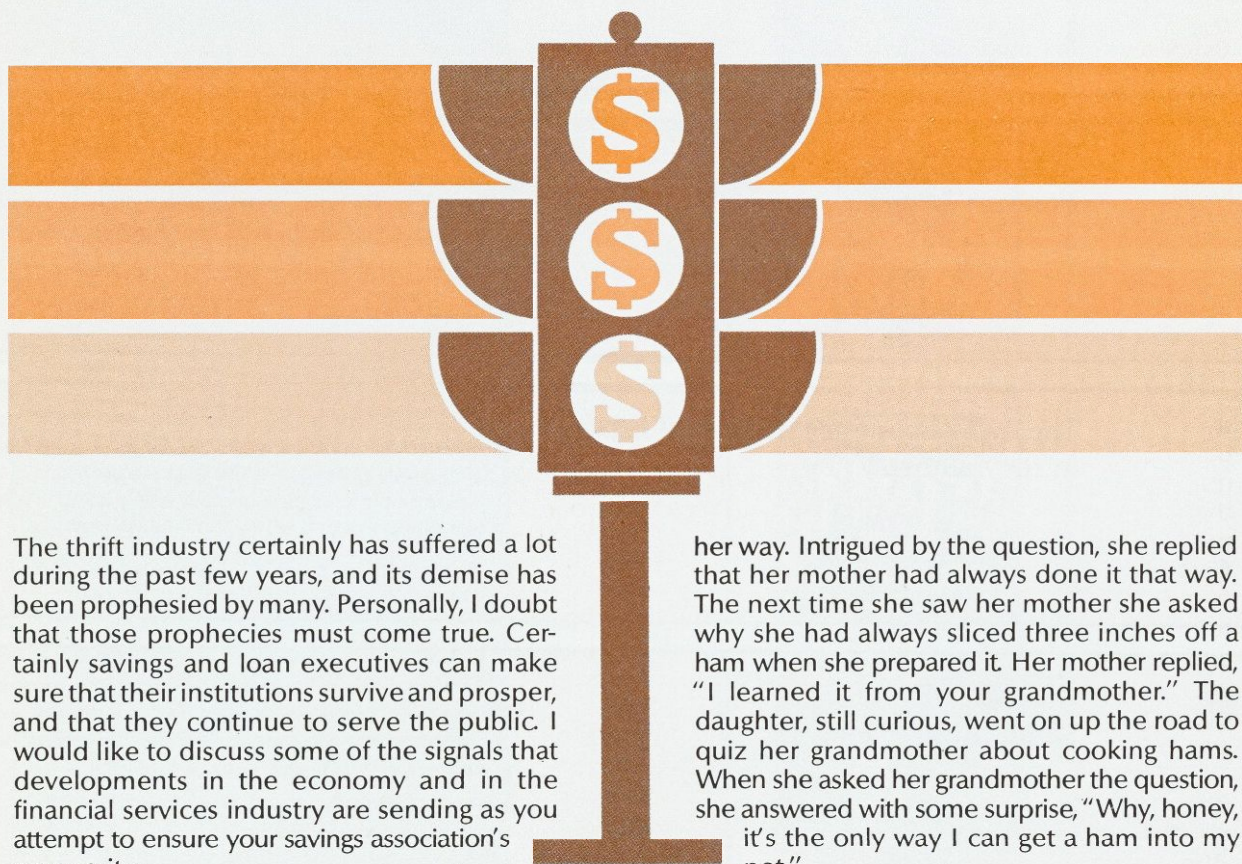 $
$
$
The thrift industry certainly has suffered a lot
during the past few years, and its demise has
been prophesied by many. Personally, I doubt
that those prophecies must come true. Cer-
tainly savings and loan executives can make
sure that their institutions survive and prosper,
and that they continue to serve the public. I
would like to discuss some of the signals that
developments in the economy and in the
financial services industry are sending as you
attempt to ensure your savings association's
her way. Intrigued by the question, she replied
that her mother had always done it that way.
The next time she saw her mother she asked
why she had always sliced three inches off a
ham when she prepared it. Her mother replied,
“I learned it from your grandmother.” The
daughter, still curious, went on up the road to
quiz her grandmother about cooking hams.
When she asked her grandmother the question,
she answered with some surprise, “Why, honey,
it's the only way I can get a ham into my